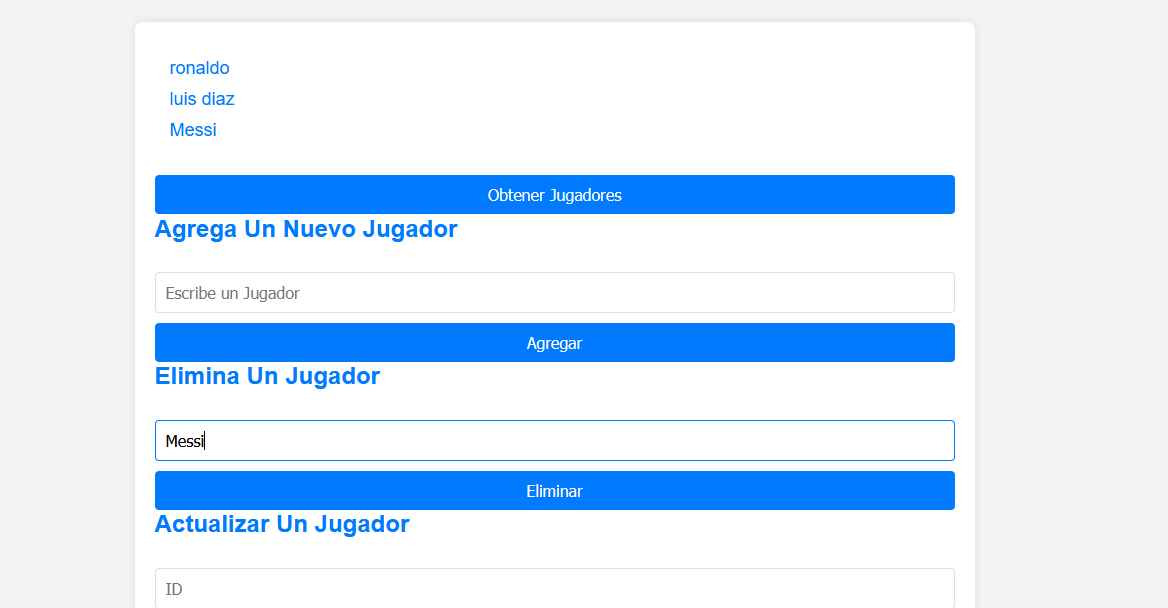 ronaldo
luis diaz
Messi
Obtener Jugadores
Agrega Un Nuevo Jugador
Escribe un Jugador
Agregar
Elimina Un Jugador
Messi
Eliminar
Actualizar Un Jugador
ID